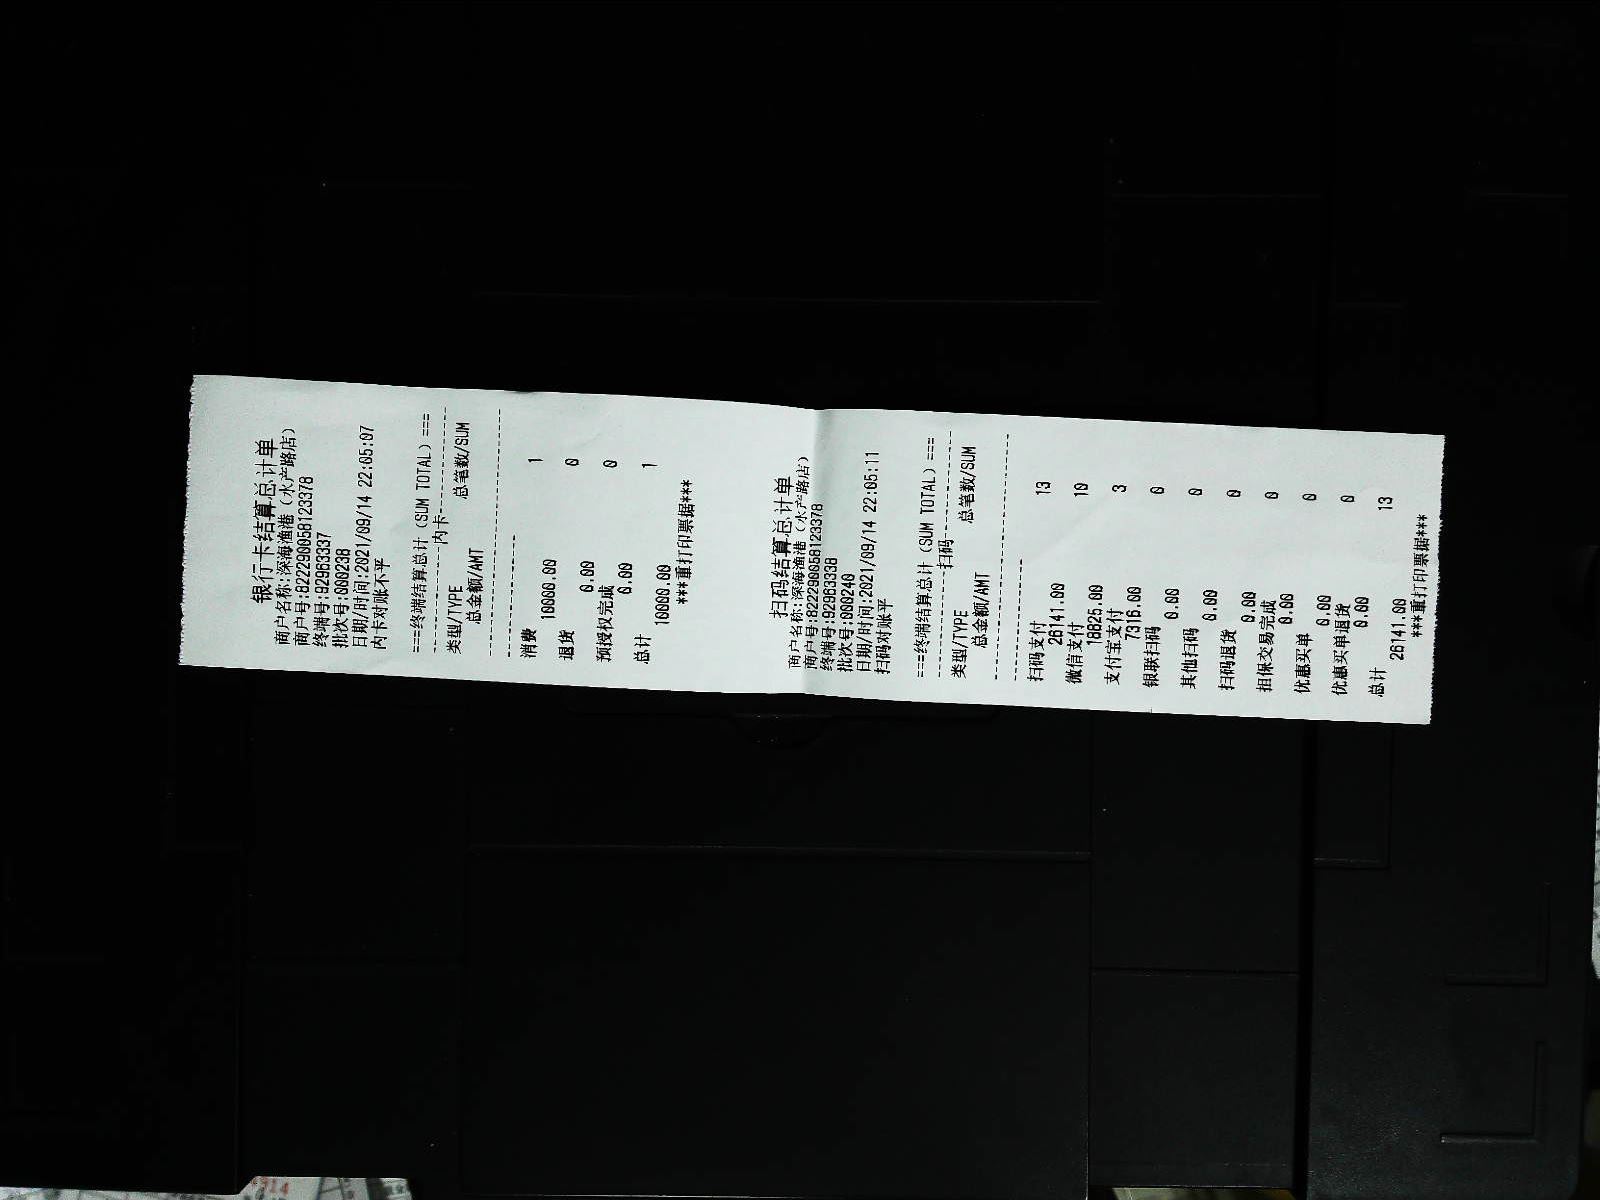 银行卡结算总计单
商户名称:深海渔港（水产路店）
商户号:822290058123378
终端号:92963337
批次号:000238
日期/时间:2021/09/14 22:05:07
内卡对账不平
===终端结算总计（SUM TOTAL）===
----------------内卡----------------
类型/TYPE 总笔数/SUM
总金额/AMT
消费 1
10000.00
退货 0
0.00
预授权完成 0
0.00
总计 1
10000.00
***重打印票据***
扫码结算总计单
商户名称:深海渔港（水产路店）
商户号:822290058123378
终端号:92963338
批次号:000240
日期/时间:2021/09/14 22:05:11
扫码对账平
===终端结算总计（SUM TOTAL）===
----------------扫码----------------
类型/TYPE 总笔数/SUM
总金额/AMT
扫码支付 13
26141.00
微信支付 10
18825.00
支付宝支付 3
7316.00
银联扫码 0
0.00
其他扫码 0
0.00
扫码退货 0
0.00
担保交易完成 0
0.00
优惠买单 0
0.00
优惠买单退货 0
0.00
总计 13
26141.00
***重打印票据***
914